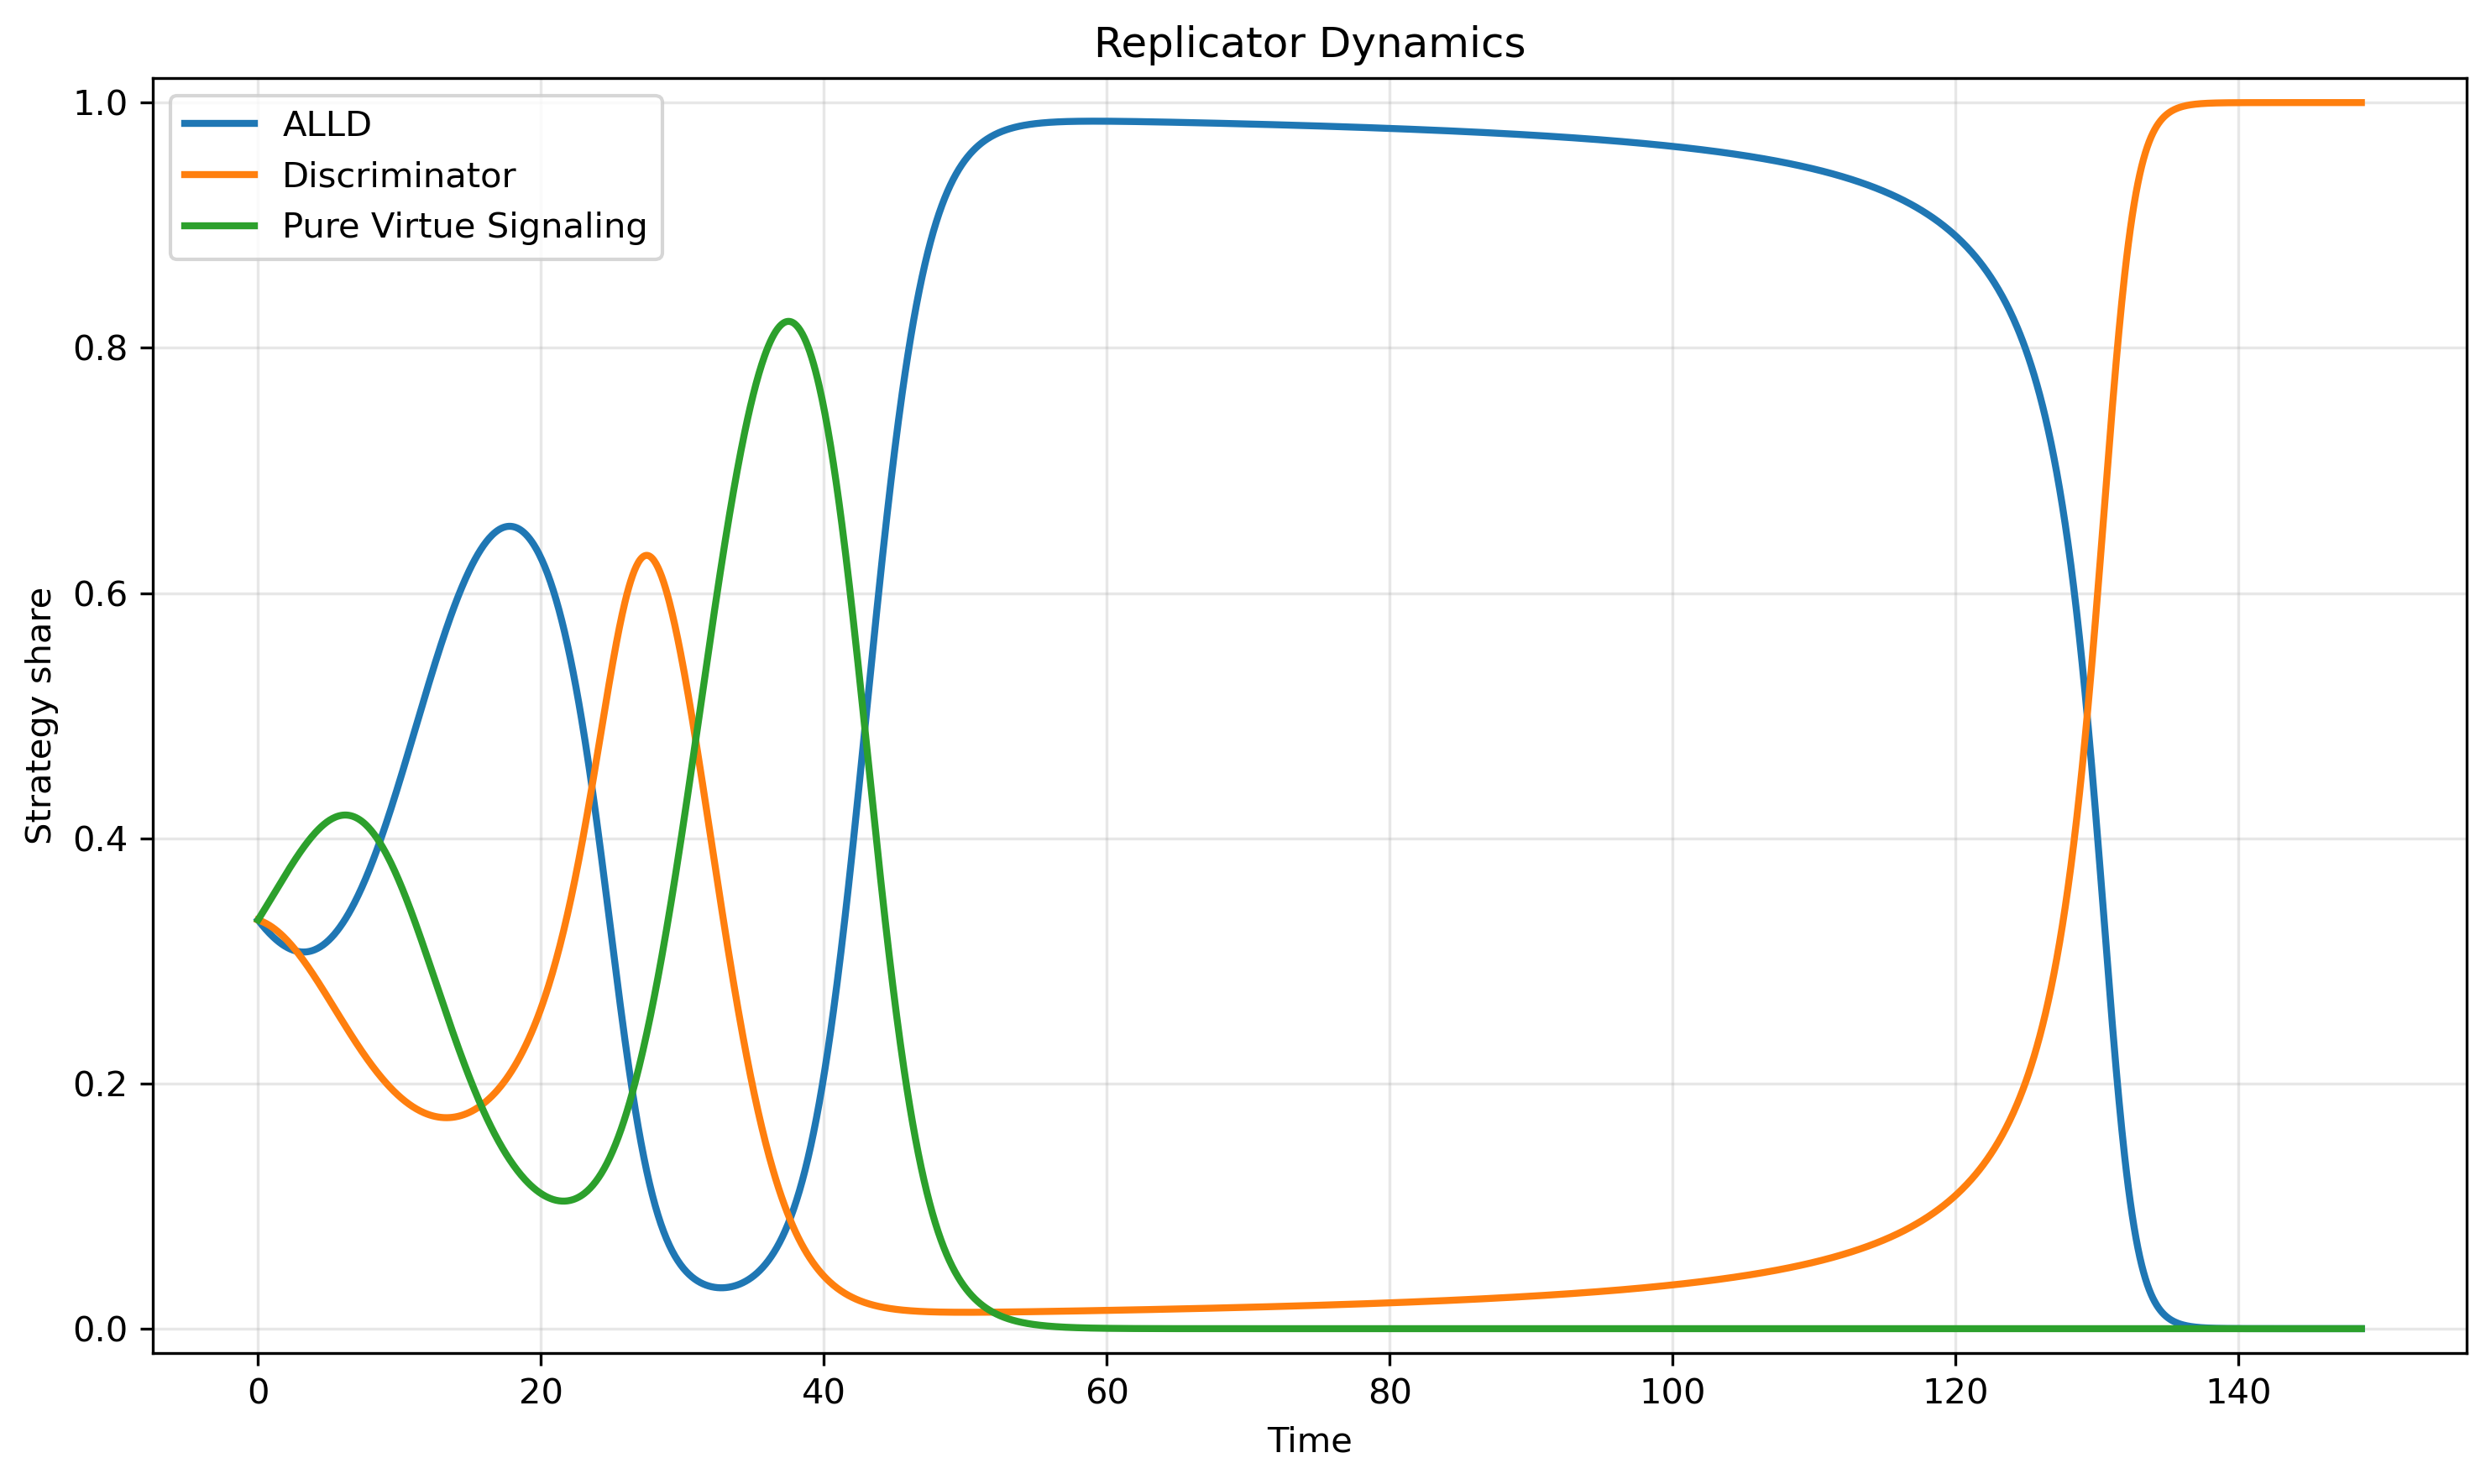 Replicator Dynamics
ALLD
Discriminator
Pure Virtue Signaling
Strategy share
1.0
0.8
0.6
0.4
0.2
0.0
0 20 40 60 80 100 120 140
Time